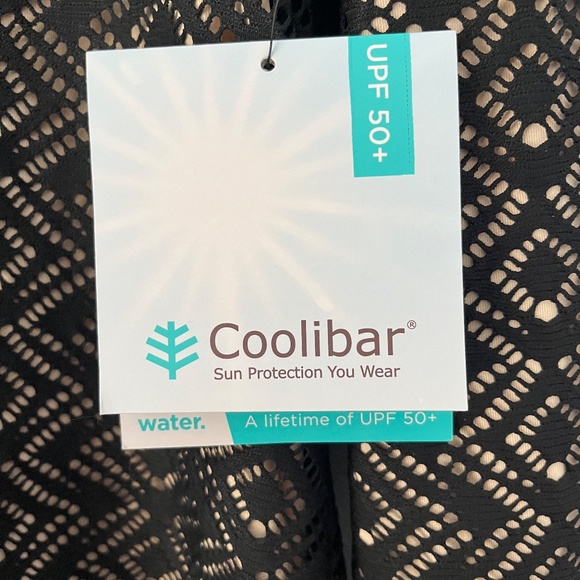 UPF 50+
Coolibar®
Sun Protection You Wear
water.
A lifetime of UPF 50+